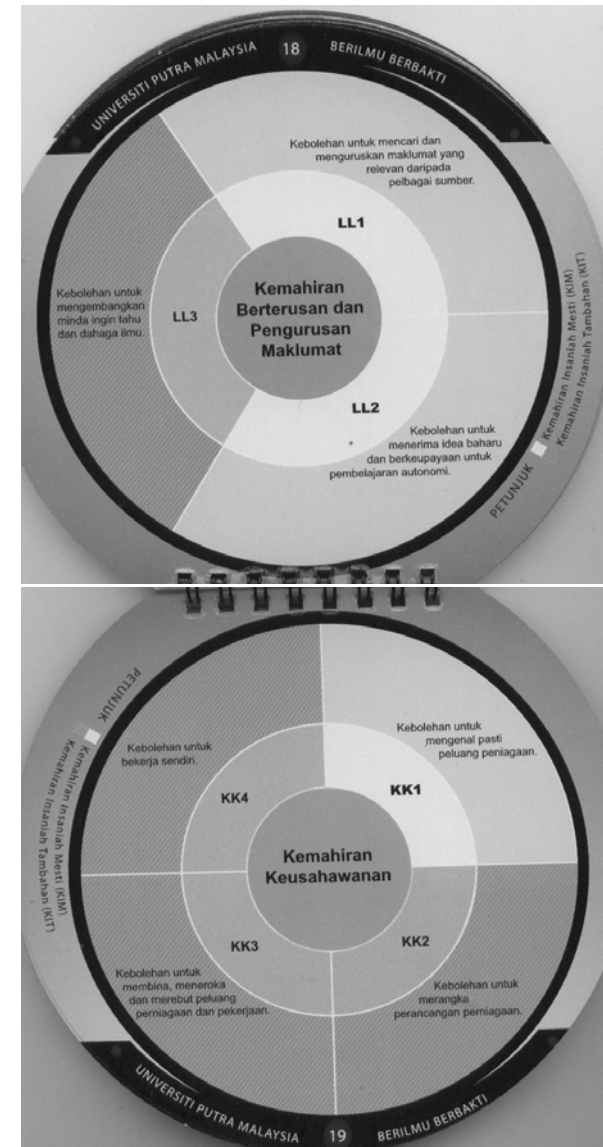 UNIVERSITI PUTRA MALAYSIA 18 BERILMU BERBAKTI
Kebolehan untuk mencari dan
menguruskan maklumat yang
relevan daripada
pelbagai sumber.
LL1
Kemahiran
Berterusan dan
Pengurusan
Maklumat
Kebolehan untuk
mengembangkan
minda ingin tahu
dan dahaga ilmu.
LL3
LL2
Kebolehan untuk
menerima idea baharu
dan berkeupayaan untuk
pembelajaran autonomi.
PETUNJUK
Kemahiran Insaniah Mesti (KIM)
Kemahiran Insaniah Tambahan (KIT)
PETUNJUK
Kemahiran Insaniah Mesti (KIM)
Kemahiran Insaniah Tambahan (KIT)
Kebolehan untuk
mengenal pasti
peluang peniagaan.
Kebolehan untuk
bekerja sendiri.
KK4
KK1
Kemahiran
Keusahawanan
KK3
KK2
Kebolehan untuk
membina, meneroka
dan merebut peluang
perniagaan dan pekerjaan.
Kebolehan untuk
merangka
perancangan perniagaan.
UNIVERSITI PUTRA MALAYSIA 19 BERILMU BERBAKTI